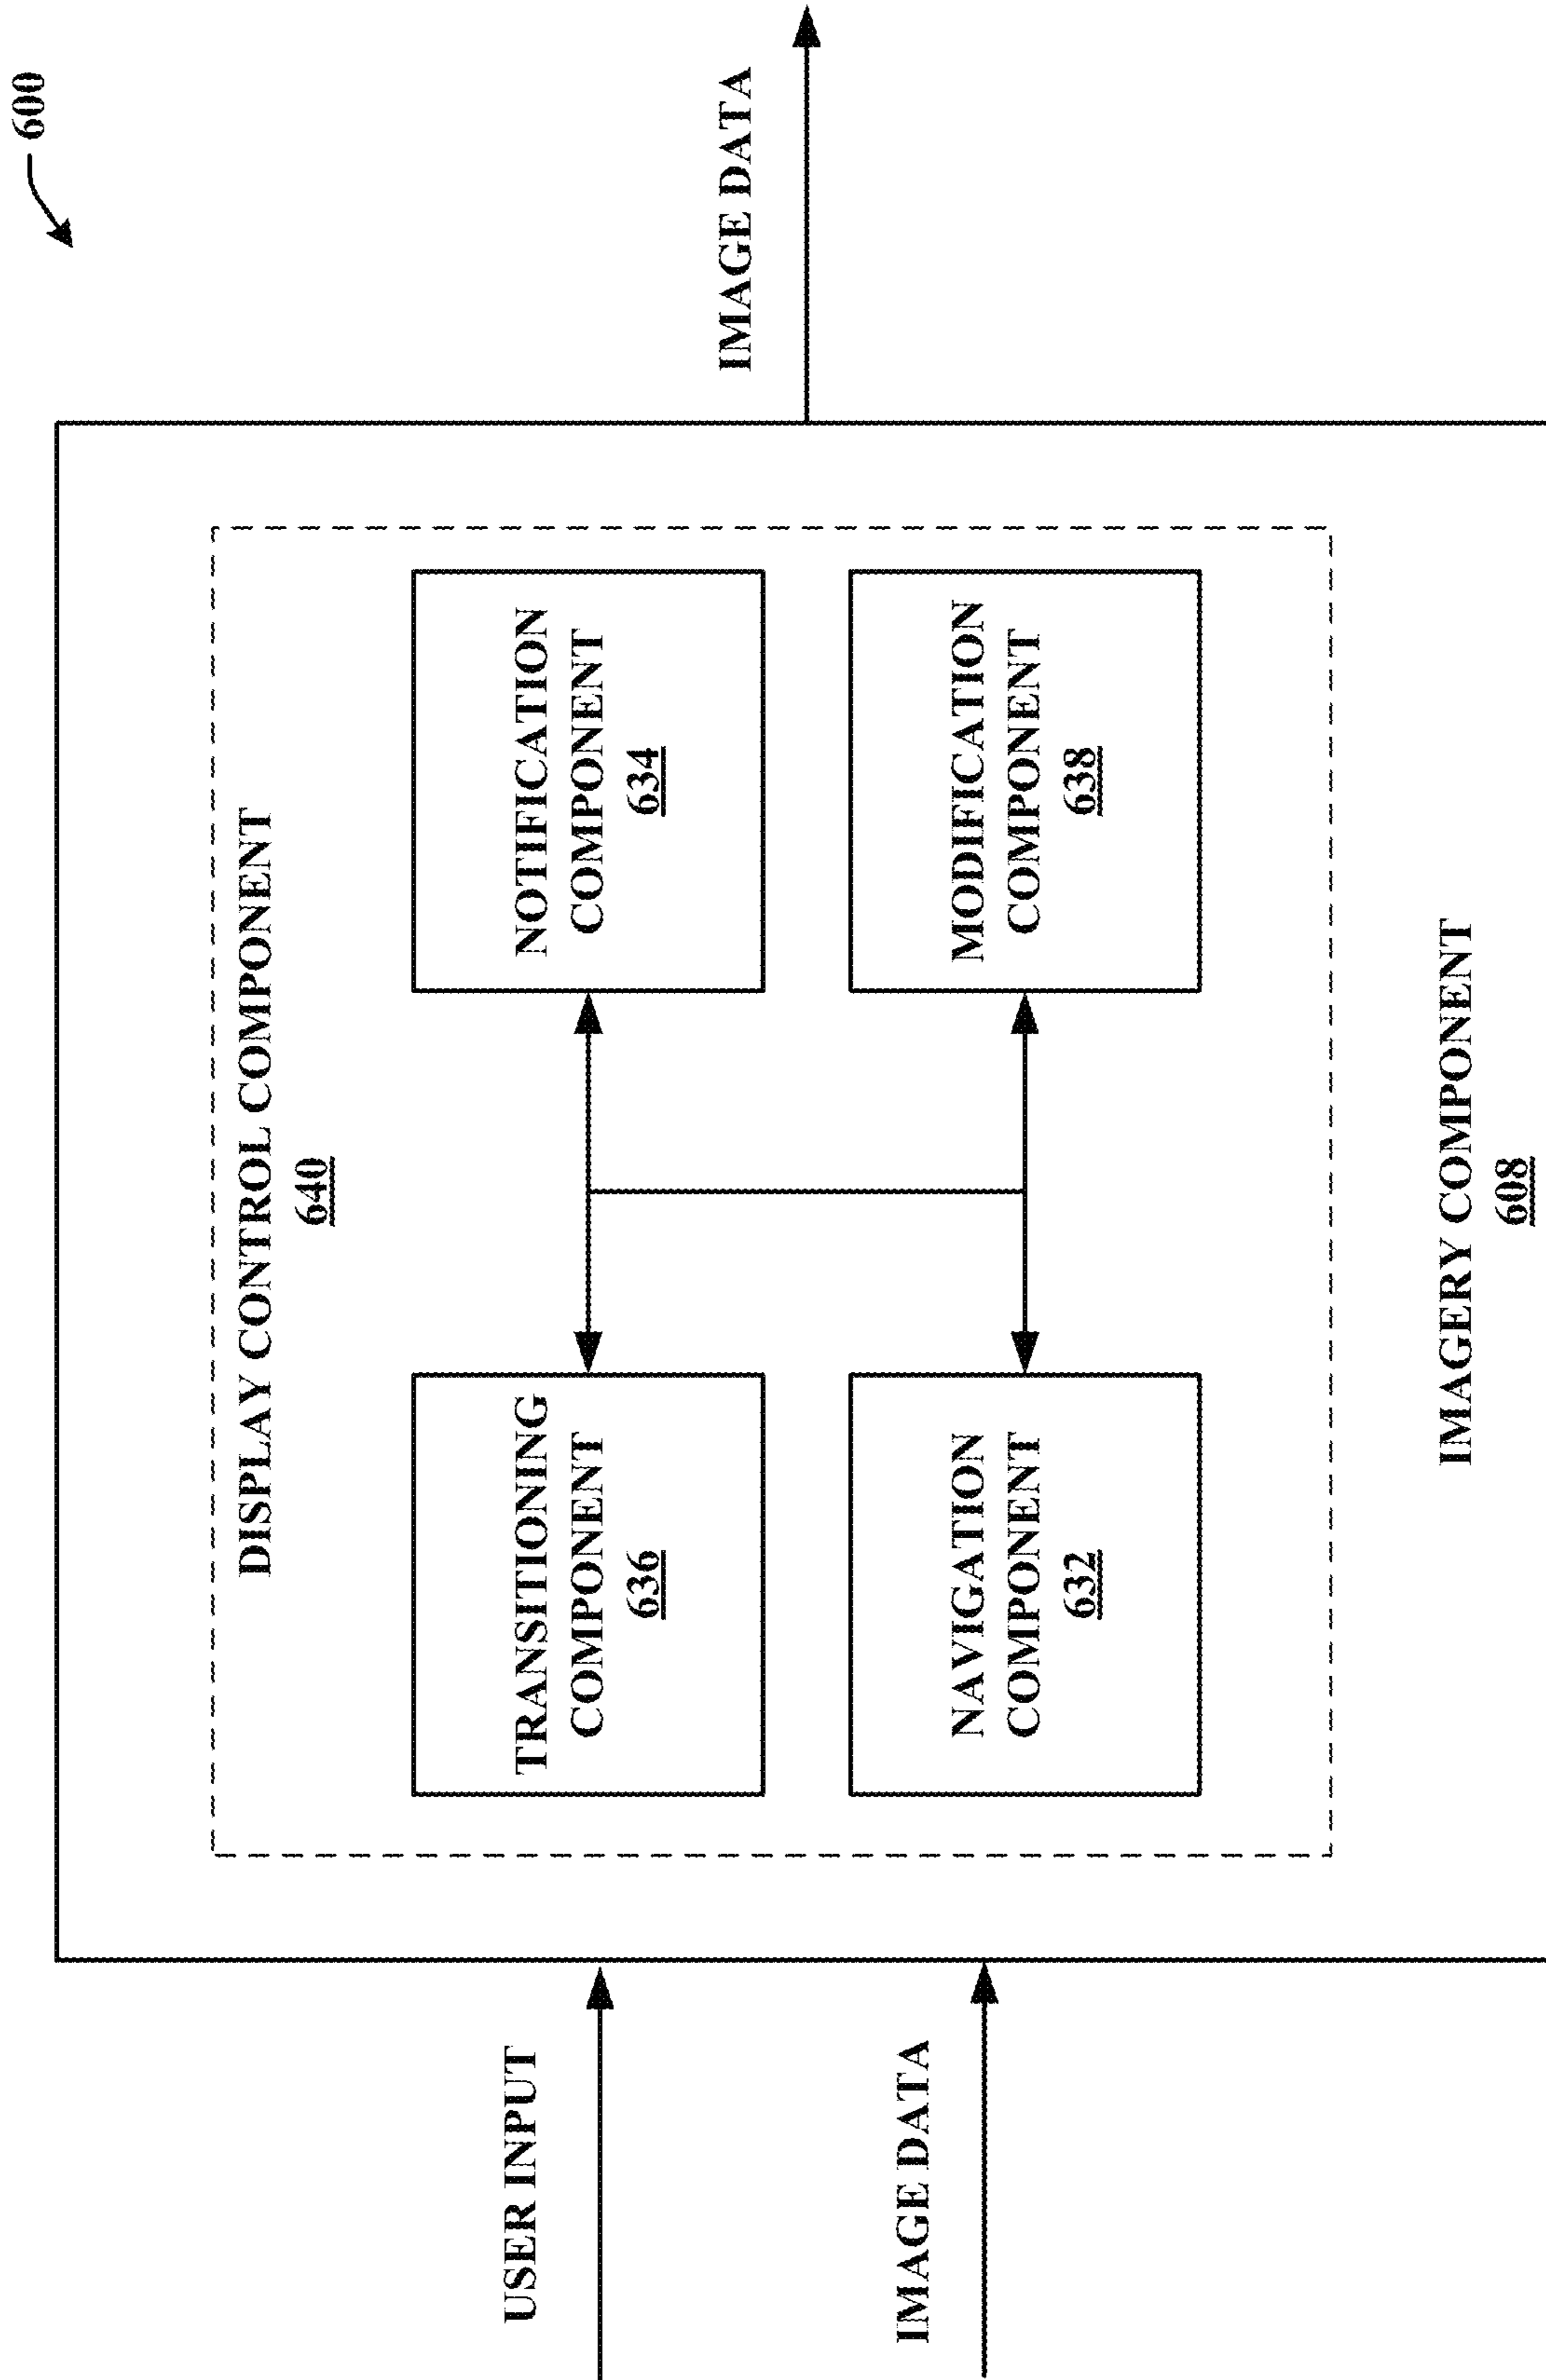 600
USER INPUT
IMAGE DATA
DISPLAY CONTROL COMPONENT
640
TRANSITIONING
COMPONENT
636
NOTIFICATION
COMPONENT
634
NAVIGATION
COMPONENT
632
MODIFICATION
COMPONENT
638
IMAGERY COMPONENT
608
IMAGE DATA